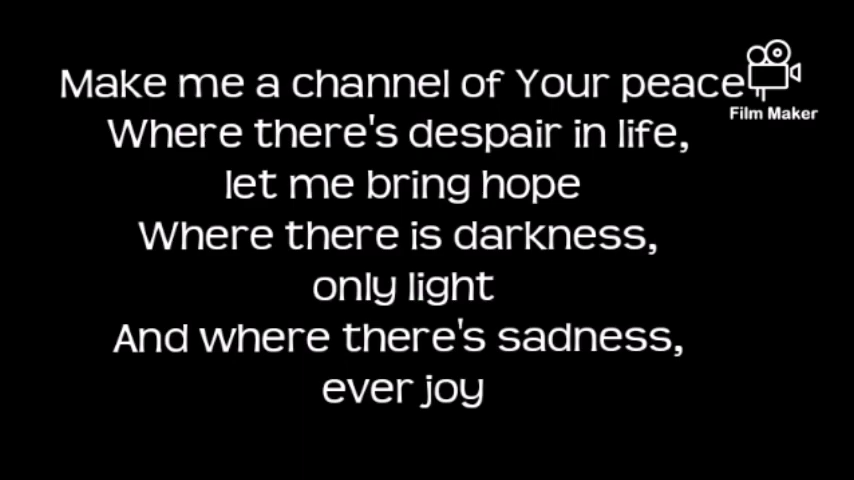 Make me a channel of Your peace
Where there's despair in life,
let me bring hope
Where there is darkness,
only light
And where there's sadness,
ever joy
Film Maker